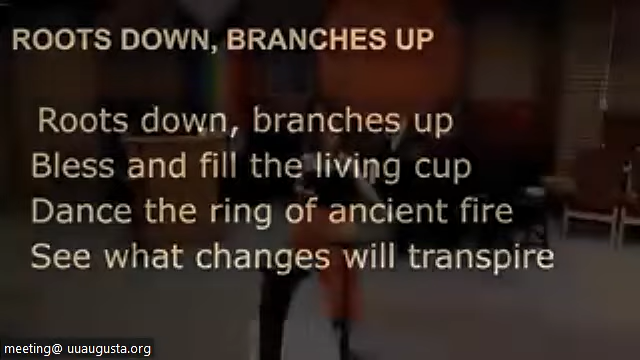 ROOTS DOWN, BRANCHES UP
Roots down, branches up
Bless and fill the living cup
Dance the ring of ancient fire
See what changes will transpire
meeting@ uuaugusta.org